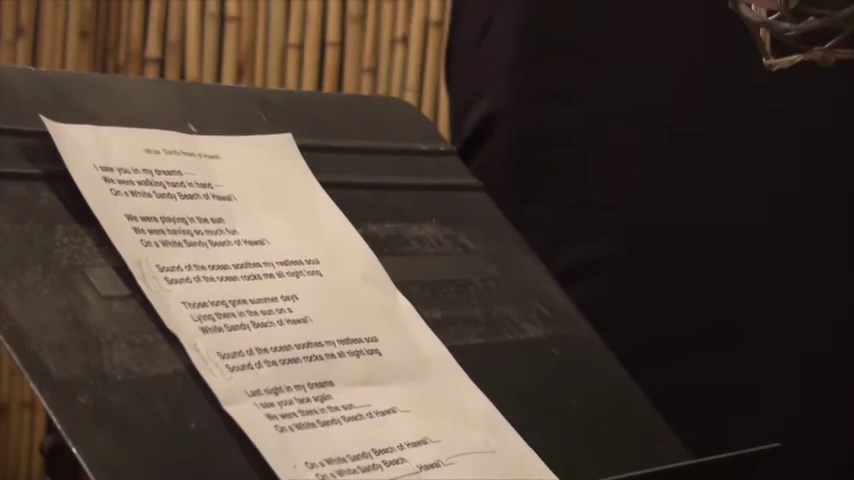 White Sandy Beach of Hawai'i
I saw you in my dreams
We were walking hand in hand
On a White Sandy Beach of Hawai'i
We were playing in the sun
We were having so much fun
On a White Sandy Beach of Hawai'i
Sound of the ocean soothes my restless soul
Sound of the ocean rocks me all night long
Those long gone summer days
Lying there in the sun on a
White Sandy Beach of Hawai'i
Sound of the ocean soothes my restless soul
Sound of the ocean rocks me all night long
Last night in my dreams
I saw your face again
We were there in the sun
On a White Sandy Beach of Hawai'i
On a White Sandy Beach of Hawai'i
On a White Sandy Beach of Hawai'i